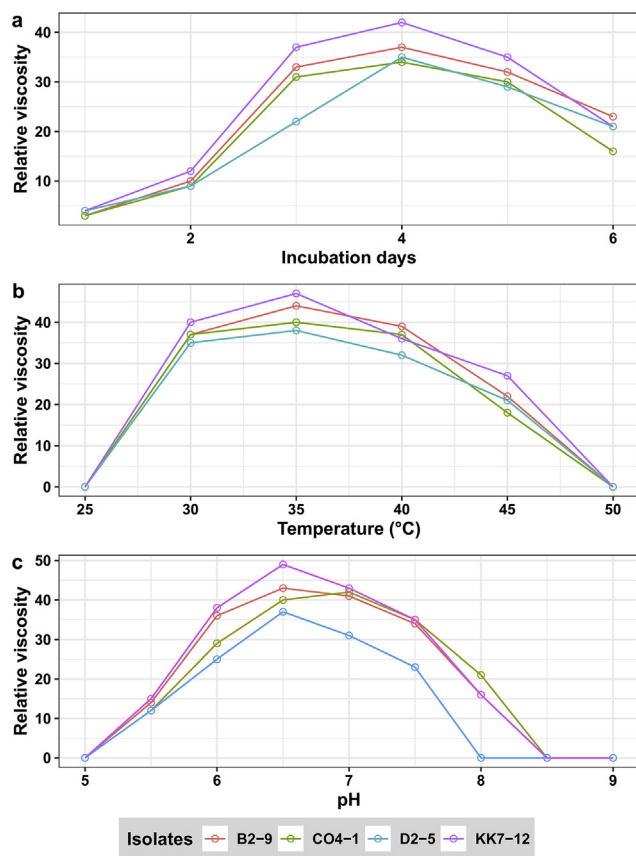 a
Relative viscosity
40
30
20
10
2 4 6
Incubation days
b
Relative viscosity
40
30
20
10
0
25 30 35 40 45 50
Temperature (°C)
c
Relative viscosity
50
40
30
20
10
0
5 6 7 8 9
pH
Isolates B2−9 CO4−1 D2−5 KK7−12